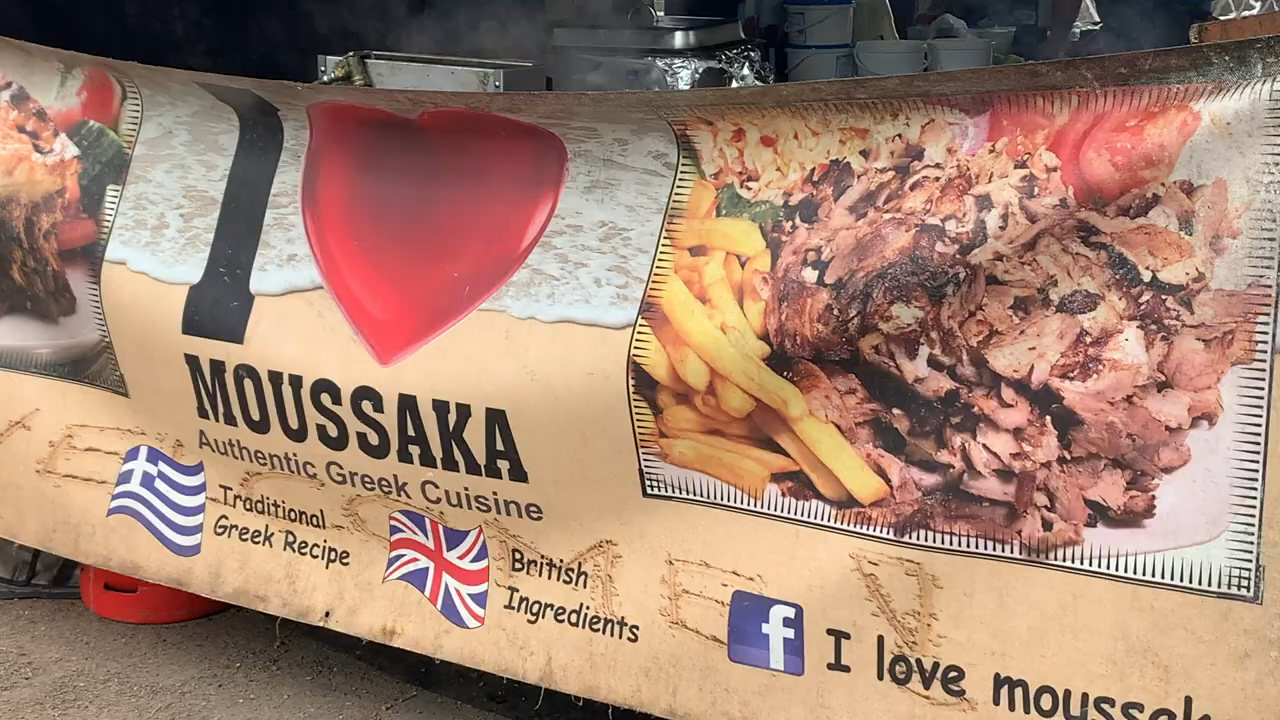 I
MOUSSAKA
Authentic Greek Cuisine
Traditional
Greek Recipe
British
Ingredients
f
I love moussak